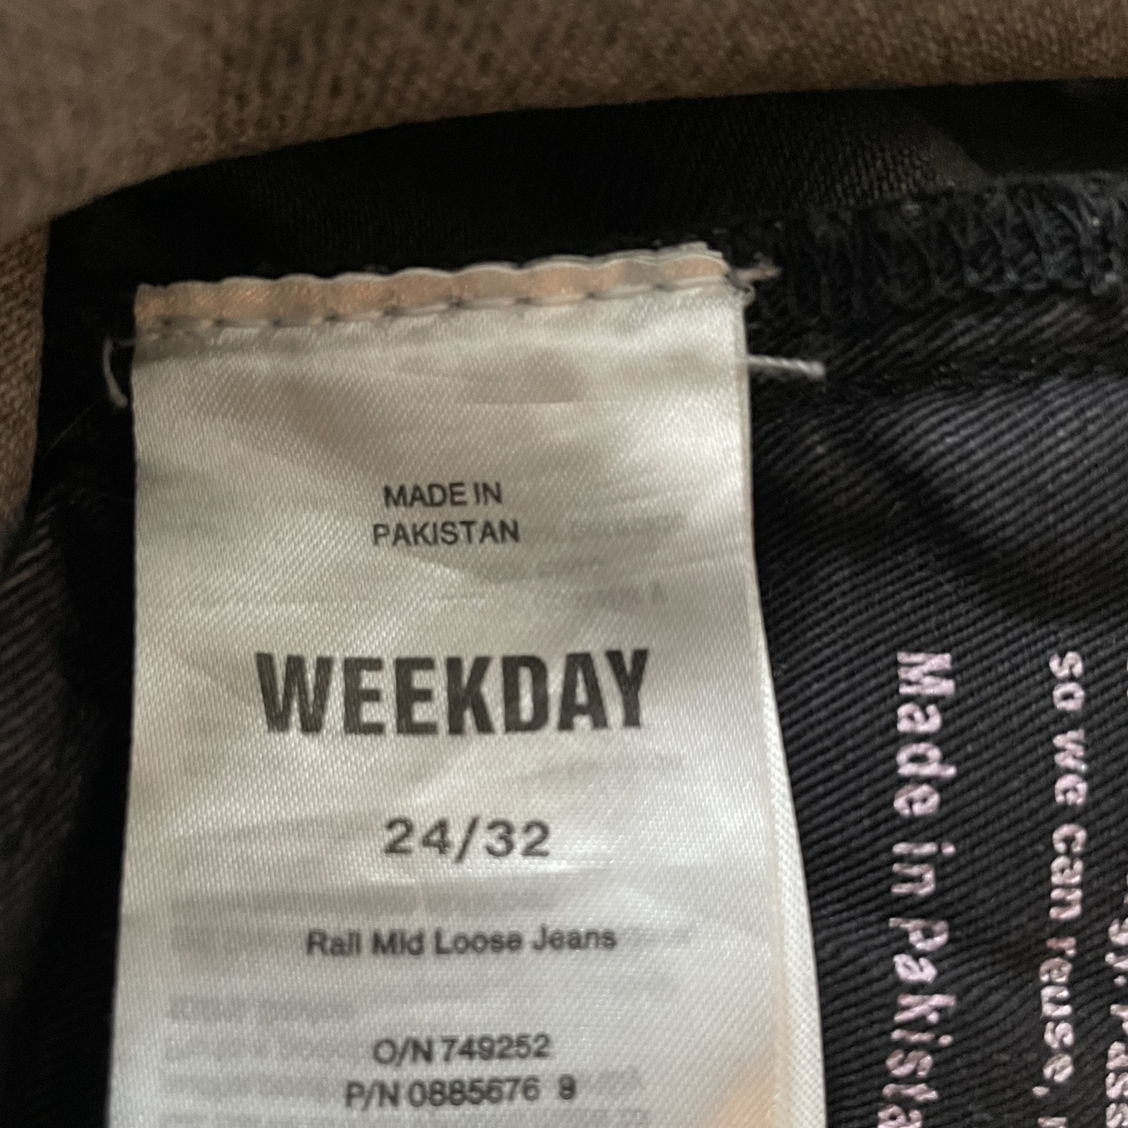 MADE IN
PAKISTAN
WEEKDAY
24/32
Rail Mid Loose Jeans
O/N 749252
P/N 0885676 9
Made in Pakista
so we can reuse,